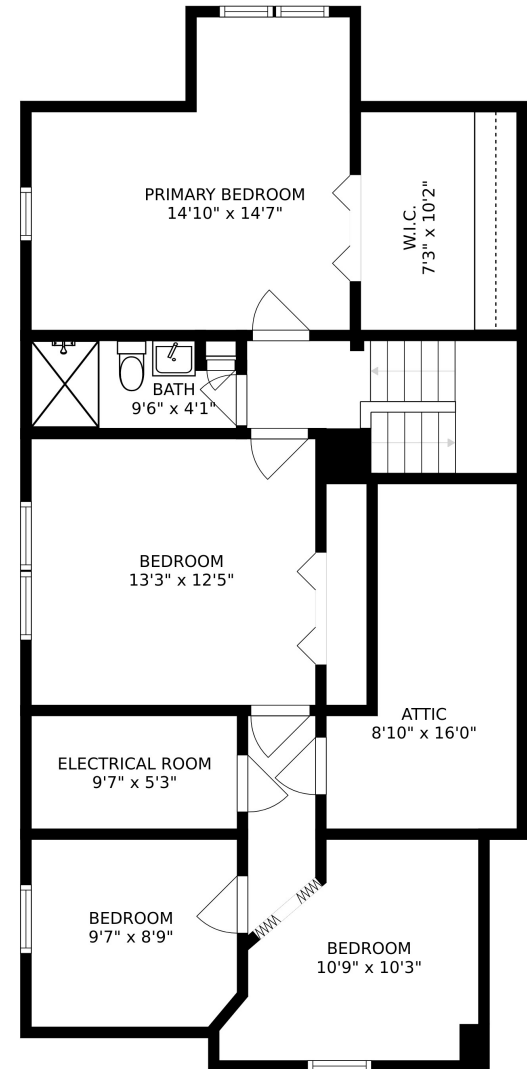 PRIMARY BEDROOM
14'10" x 14'7"
W.I.C.
7'3" x 10'2"
BATH
9'6" x 4'1"
BEDROOM
13'3" x 12'5"
ATTIC
8'10" x 16'0"
ELECTRICAL ROOM
9'7" x 5'3"
BEDROOM
9'7" x 8'9"
BEDROOM
10'9" x 10'3"